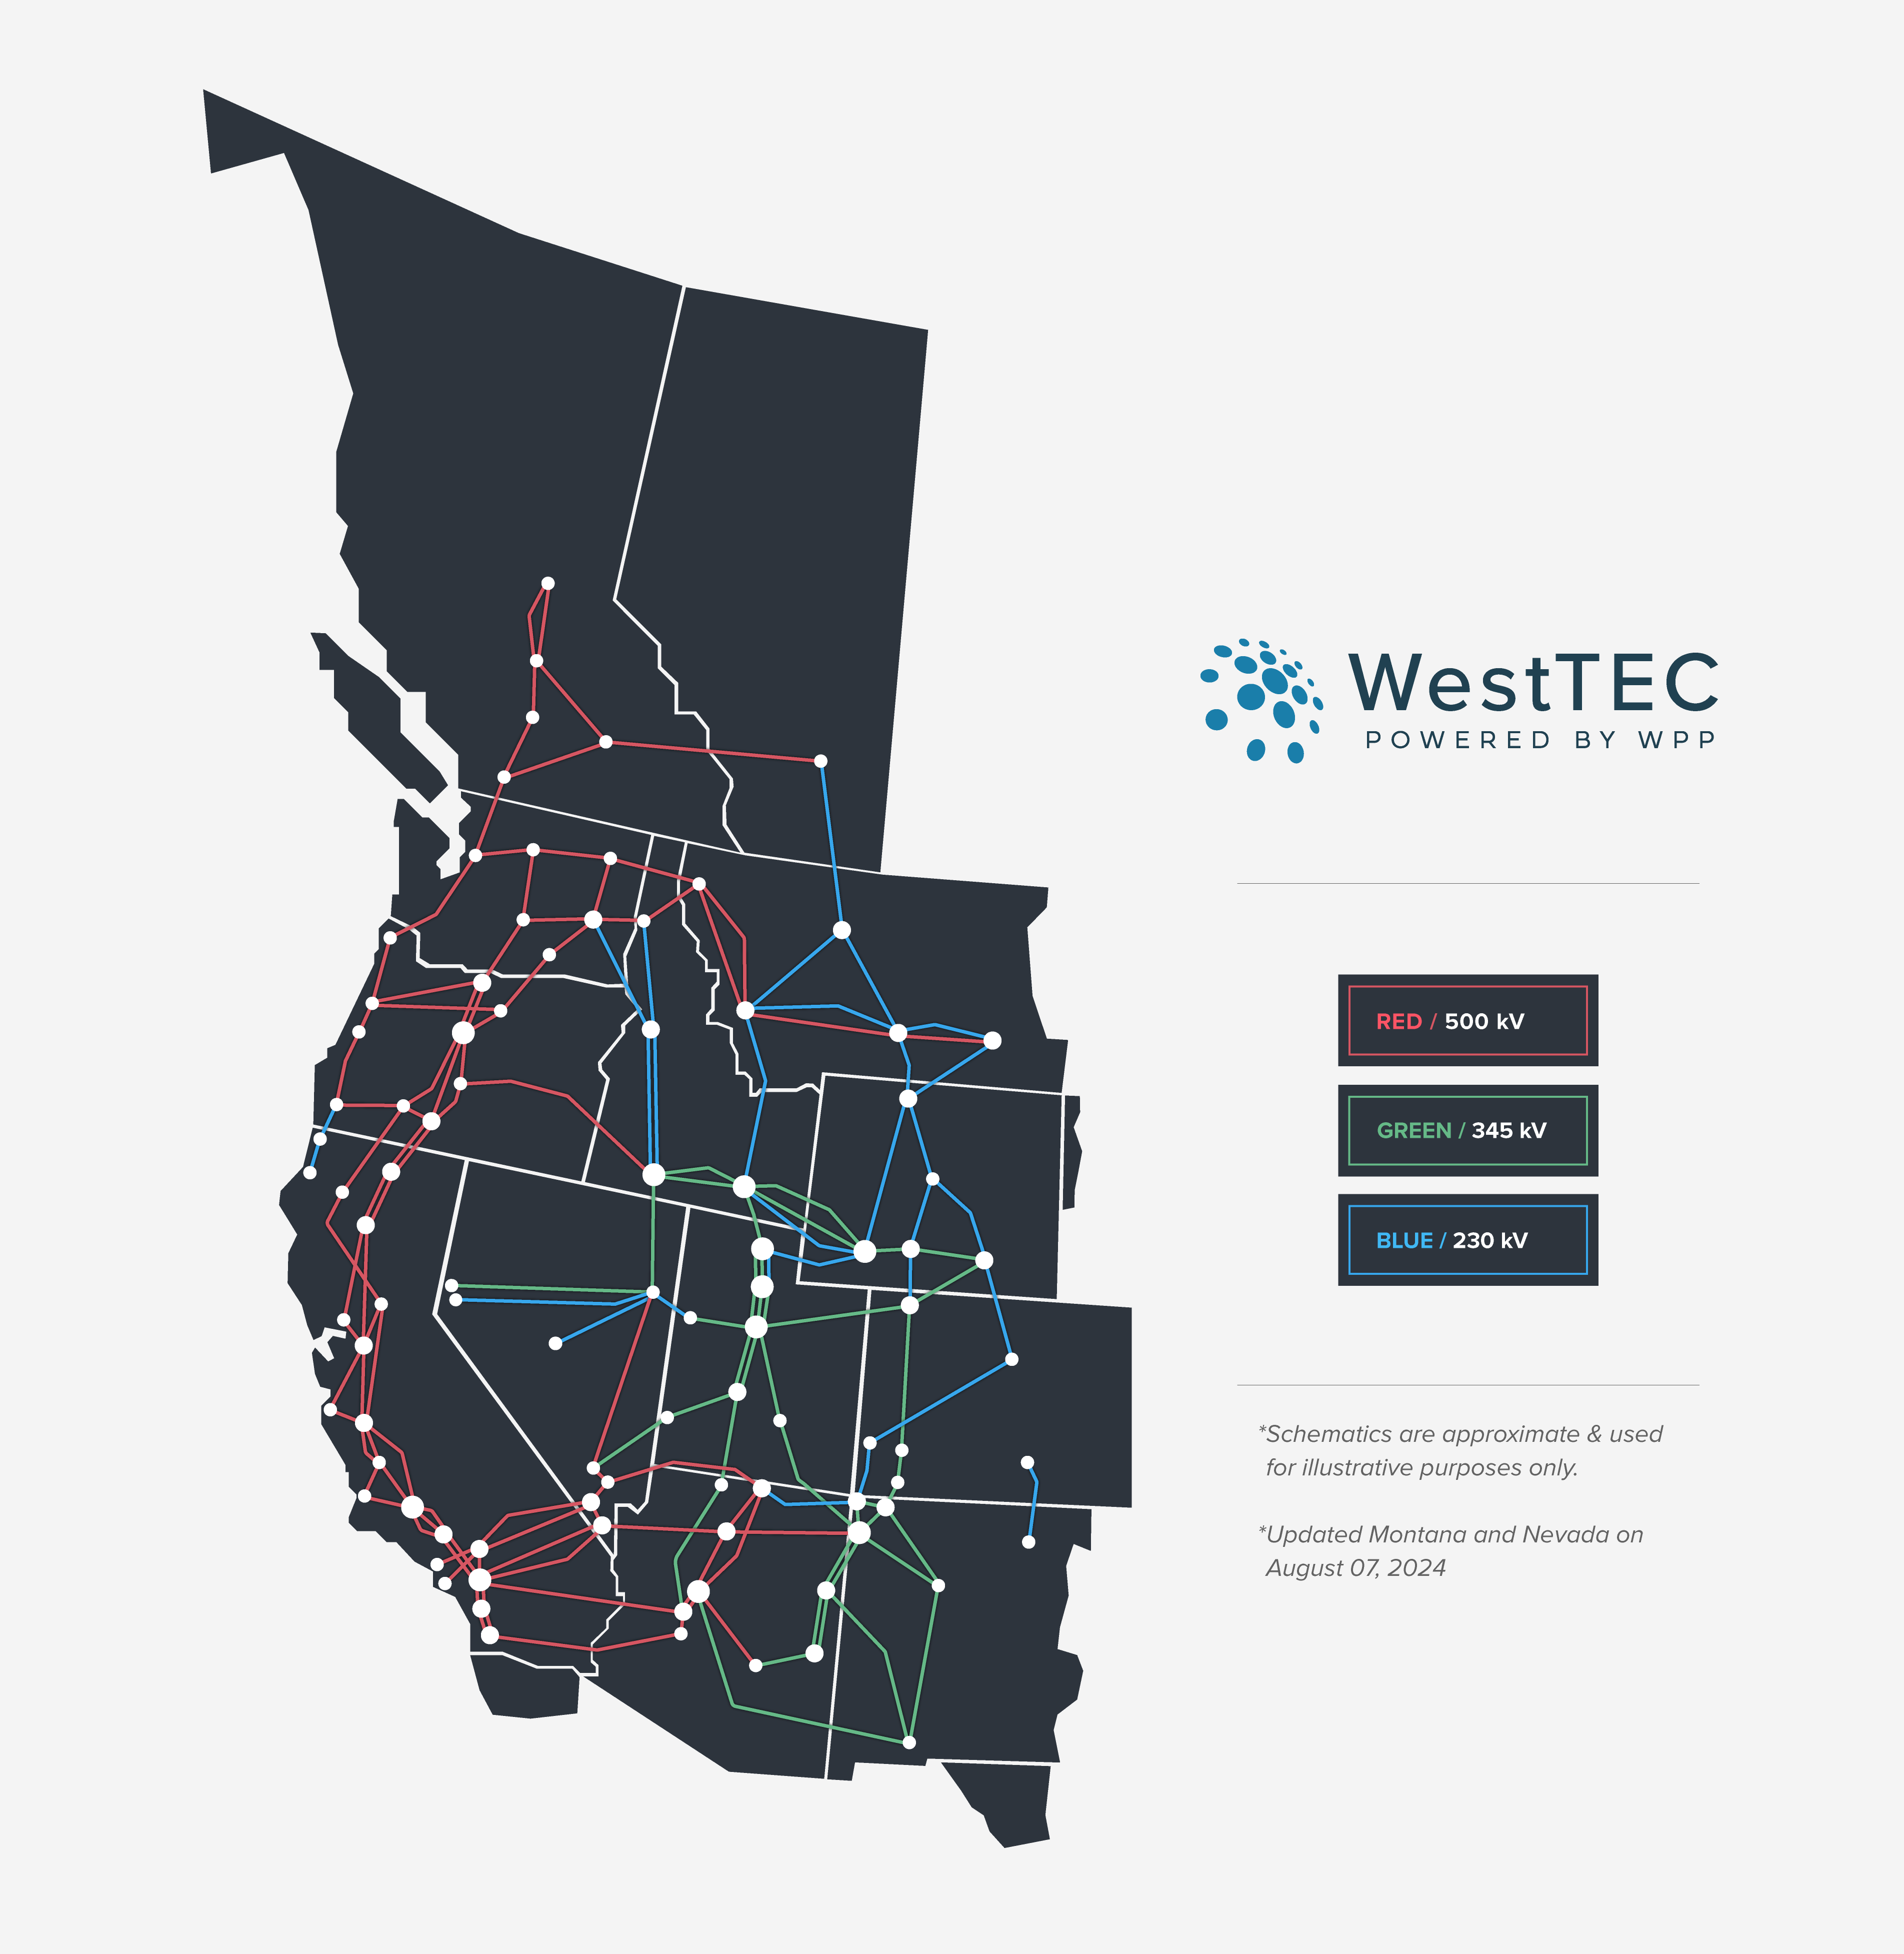 WestTEC
POWERED BY WPP
RED / 500 kV
GREEN / 345 kV
BLUE / 230 kV
*Schematics are approximate & used
for illustrative purposes only.
*Updated Montana and Nevada on
August 07, 2024